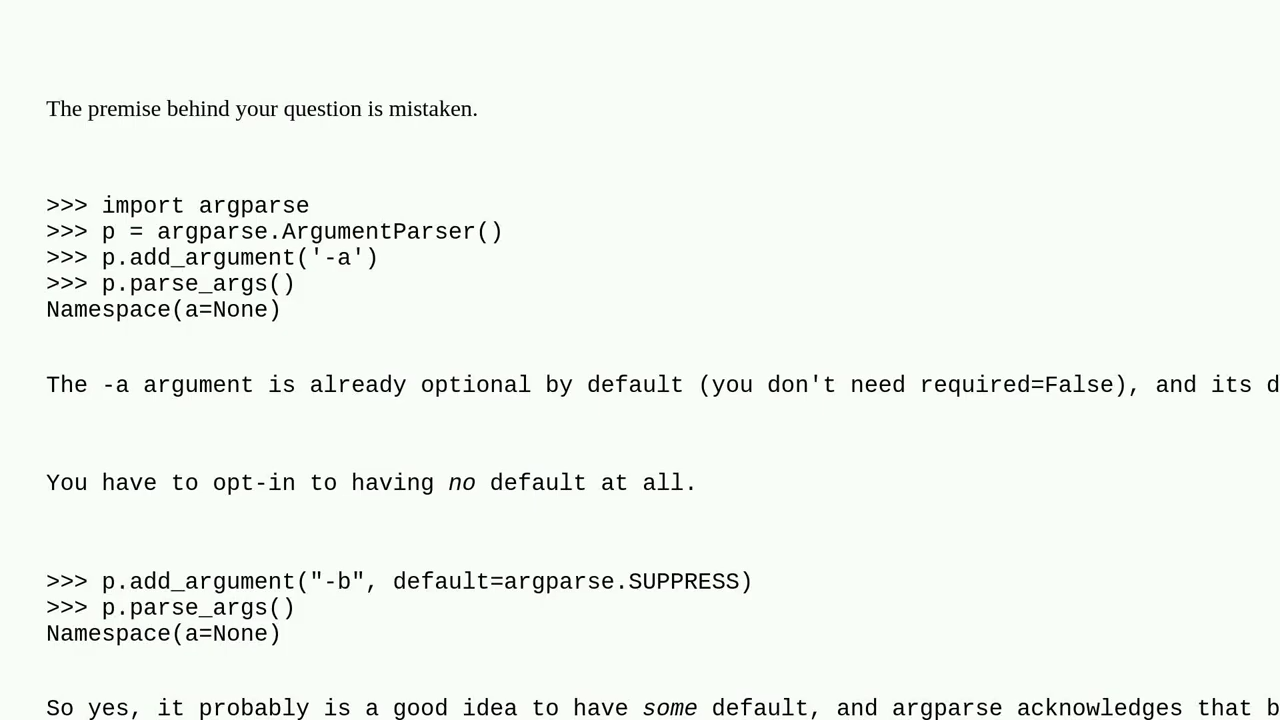 The premise behind your question is mistaken.
>>> import argparse
>>> p = argparse.ArgumentParser()
>>> p.add_argument('-a')
>>> p.parse_args()
Namespace(a=None)
The -a argument is already optional by default (you don't need required=False), and its
You have to opt-in to having no default at all.
>>> p.add_argument("-b", default=argparse.SUPPRESS)
>>> p.parse_args()
Namespace(a=None)
So yes, it probably is a good idea to have some default, and argparse acknowledges that